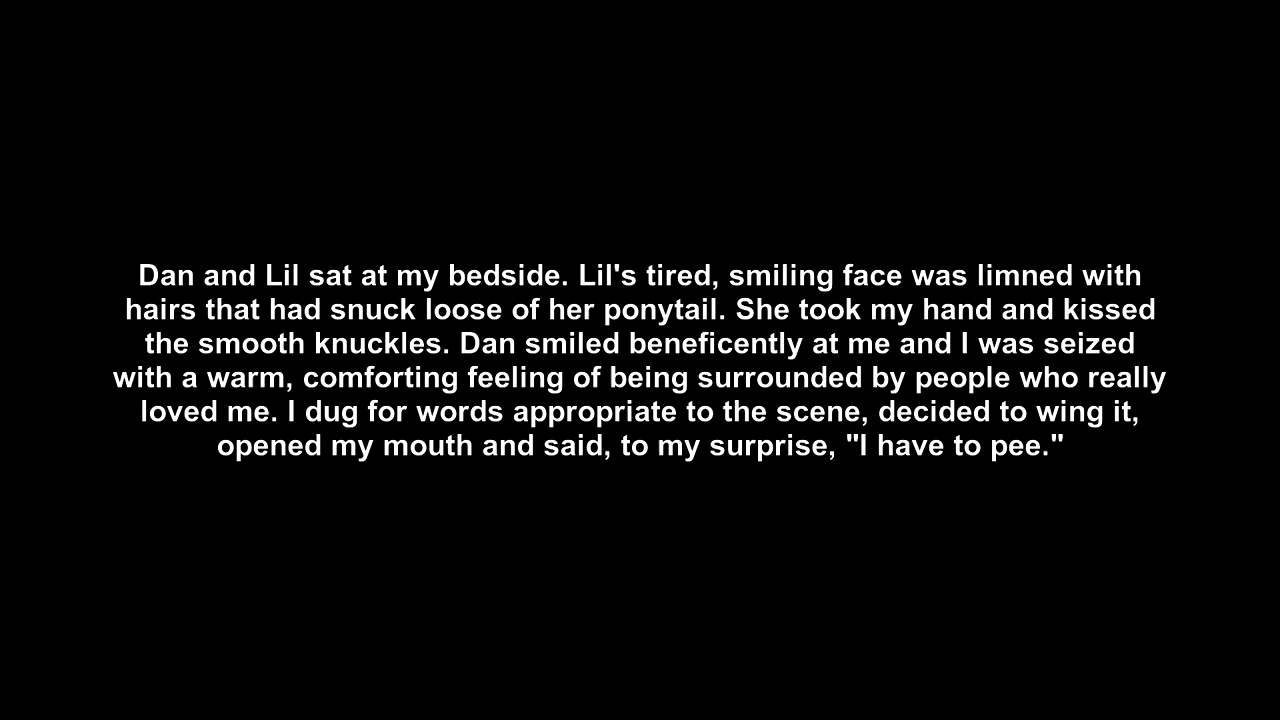 Dan and Lil sat at my bedside. Lil's tired, smiling face was limned with
hairs that had snuck loose of her ponytail. She took my hand and kissed
the smooth knuckles. Dan smiled beneficently at me and I was seized
with a warm, comforting feeling of being surrounded by people who really
loved me. I dug for words appropriate to the scene, decided to wing it,
opened my mouth and said, to my surprise, "I have to pee."